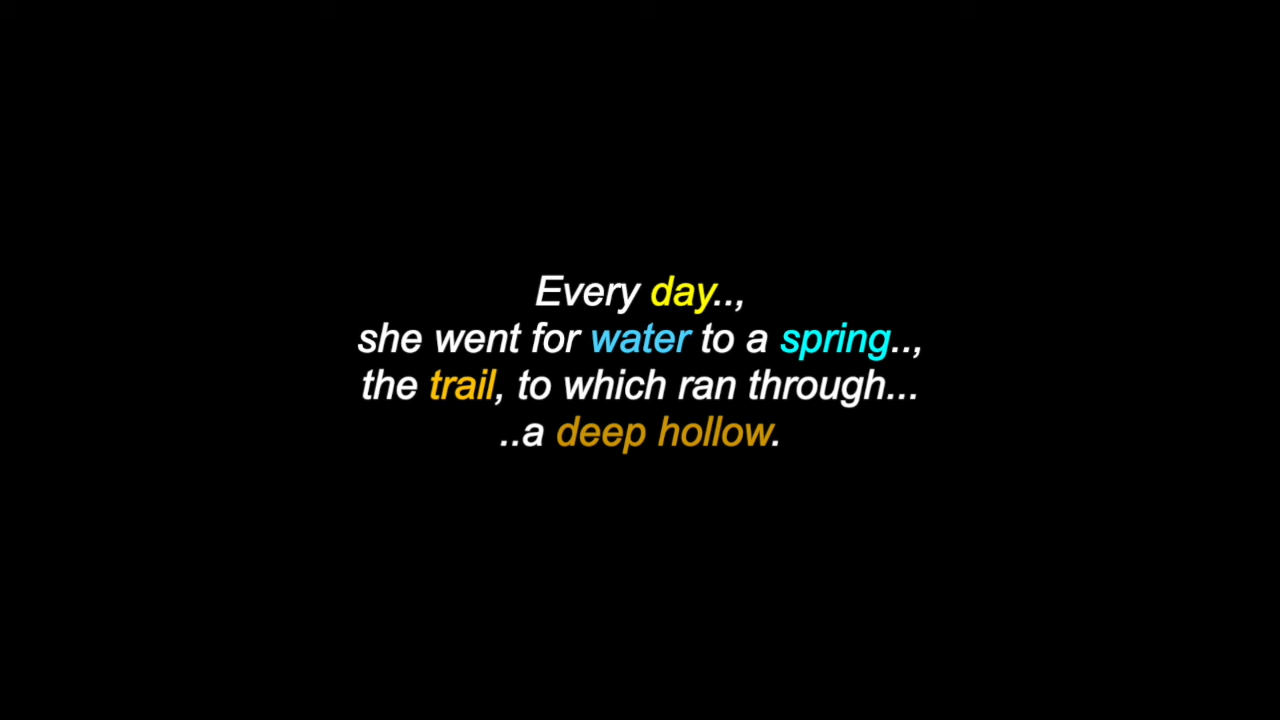 Every day..,
she went for water to a spring..,
the trail, to which ran through...
..a deep hollow.